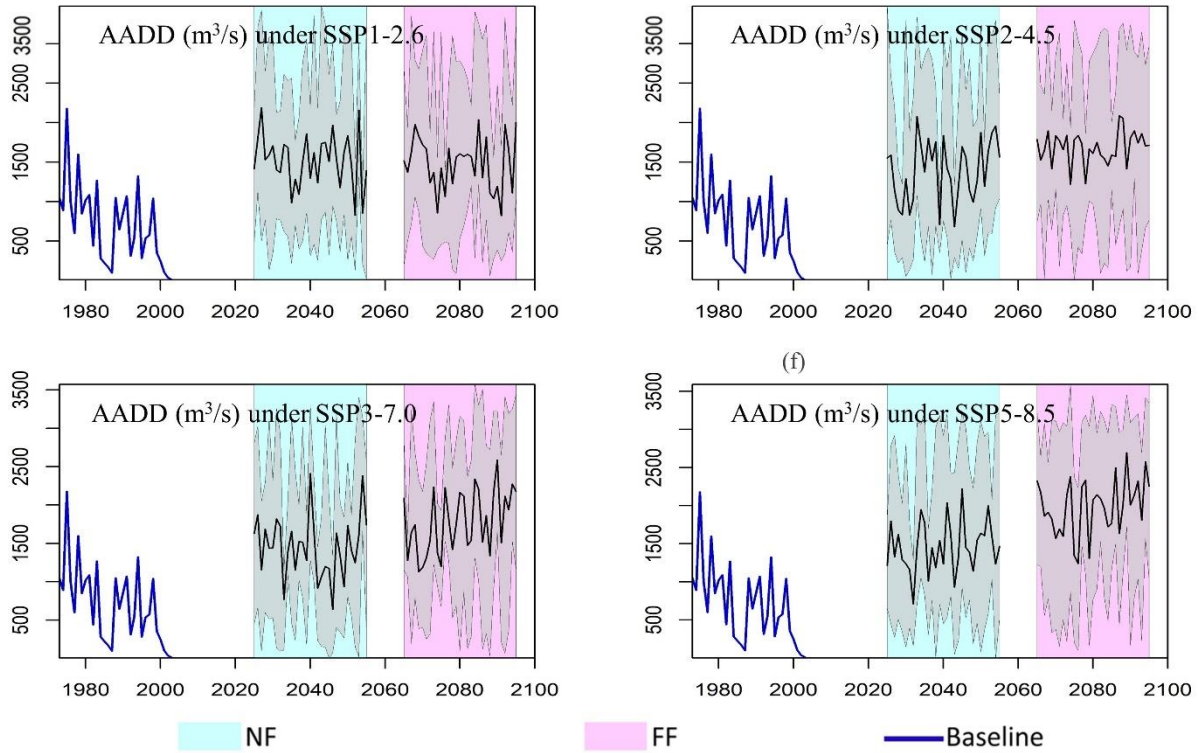 AADD (m³/s) under SSP1-2.6
3500
2500
1500
500
1980 2000 2020 2040 2060 2080 2100
AADD (m³/s) under SSP2-4.5
3500
2500
1500
500
1980 2000 2020 2040 2060 2080 2100
(f)
AADD (m³/s) under SSP3-7.0
3500
2500
1500
500
1980 2000 2020 2040 2060 2080 2100
AADD (m³/s) under SSP5-8.5
3500
2500
1500
500
1980 2000 2020 2040 2060 2080 2100
NF FF Baseline